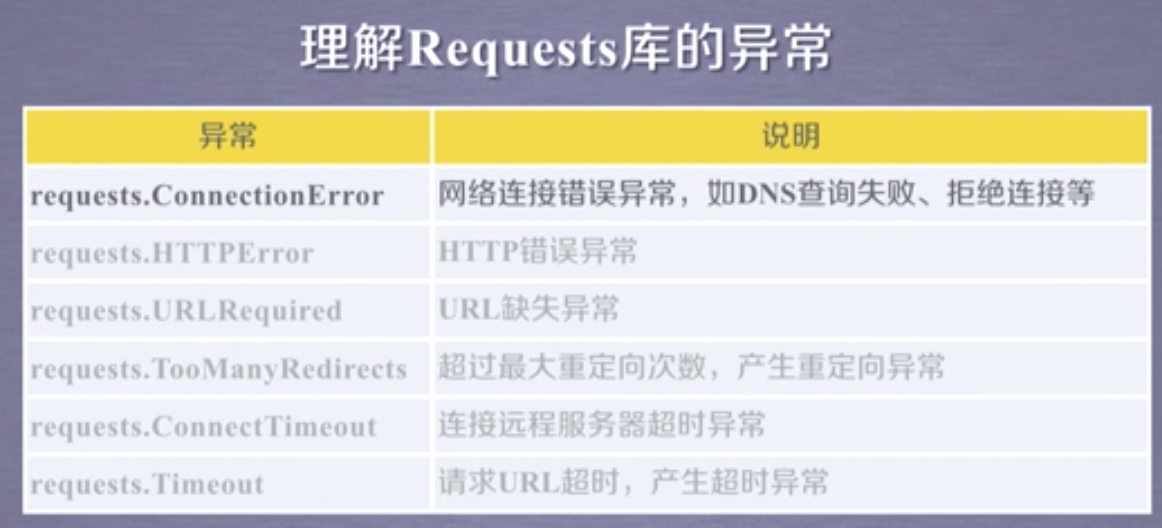 理解Requests库的异常
异常 说明
requests.ConnectionError 网络连接错误异常，如DNS查询失败、拒绝连接等
requests.HTTPError HTTP错误异常
requests.URLRequired URL缺失异常
requests.TooManyRedirects 超过最大重定向次数，产生重定向异常
requests.ConnectTimeout 连接远程服务器超时异常
requests.Timeout 请求URL超时，产生超时异常